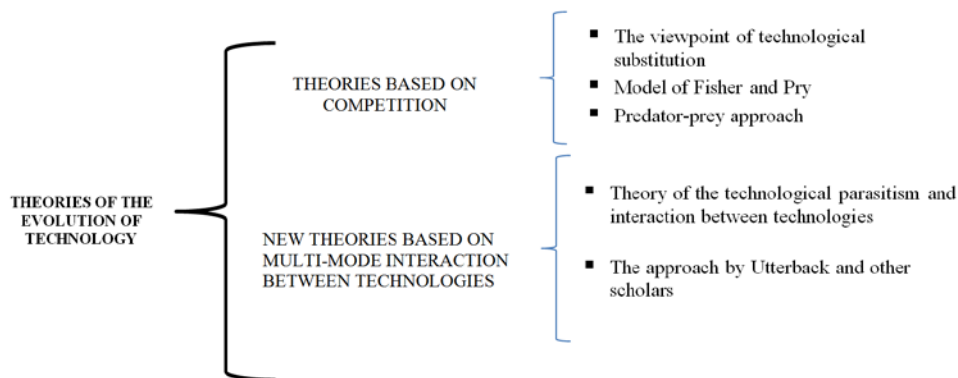 THEORIES OF THE
EVOLUTION OF
TECHNOLOGY
THEORIES BASED ON
COMPETITION
▪ The viewpoint of technological
substitution
▪ Model of Fisher and Pry
▪ Predator-prey approach
NEW THEORIES BASED ON
MULTI-MODE INTERACTION
BETWEEN TECHNOLOGIES
▪ Theory of the technological parasitism and
interaction between technologies
▪ The approach by Utterback and other
scholars